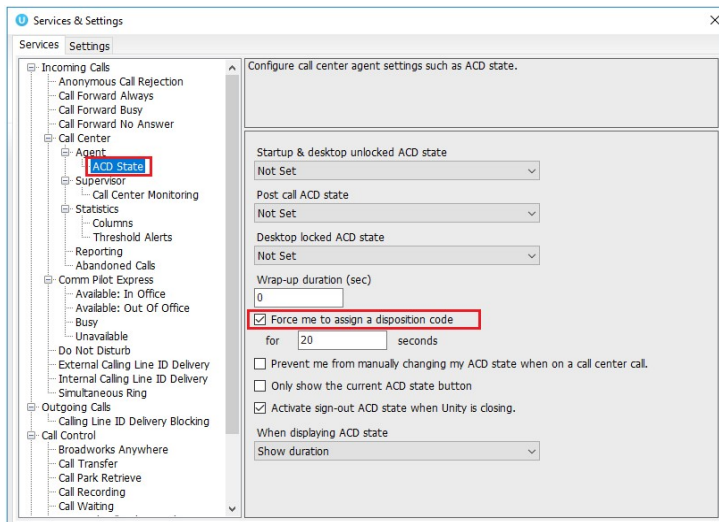 Services & Settings
Services Settings
Incoming Calls
Anonymous Call Rejection
Call Forward Always
Call Forward Busy
Call Forward No Answer
Call Center
Agent
ACD State
Supervisor
Call Center Monitoring
Statistics
Columns
Threshold Alerts
Reporting
Abandoned Calls
Comm Pilot Express
Available: In Office
Available: Out Of Office
Busy
Unavailable
Do Not Disturb
External Calling Line ID Delivery
Internal Calling Line ID Delivery
Simultaneous Ring
Outgoing Calls
Calling Line ID Delivery Blocking
Call Control
Broadworks Anywhere
Call Transfer
Call Park Retrieve
Call Recording
Call Waiting
Configure call center agent settings such as ACD state.
Startup & desktop unlocked ACD state
Not Set
Post call ACD state
Not Set
Desktop locked ACD state
Not Set
Wrap-up duration (sec)
0
Force me to assign a disposition code
for 20 seconds
Prevent me from manually changing my ACD state when on a call center call.
Only show the current ACD state button
Activate sign-out ACD state when Unity is closing.
When displaying ACD state
Show duration